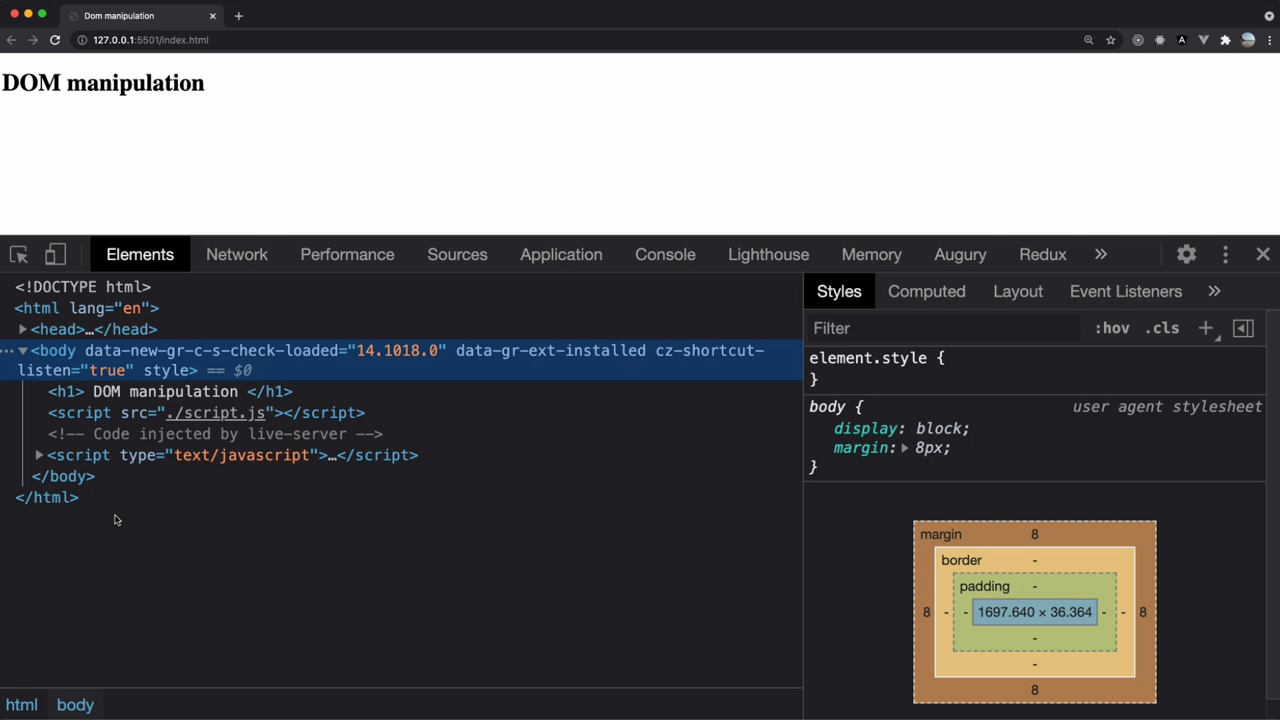 Dom manipulation
127.0.0.1:5501/index.html
DOM manipulation
Elements Network Performance Sources Application Console Lighthouse Memory Augury Redux »
<!DOCTYPE html>
<html lang="en">
<head>…</head>
<body data-new-gr-c-s-check-loaded="14.1018.0" data-gr-ext-installed cz-shortcut-
listen="true" style> == $0
<h1> DOM manipulation </h1>
<script src="./script.js"></script>
<!-- Code injected by live-server -->
<script type="text/javascript">…</script>
</body>
</html>
html body
Styles Computed Layout Event Listeners »
Filter :hov .cls +
element.style {
}
body { user agent stylesheet
display: block;
margin: 8px;
}
margin 8
border -
padding -
8 - - 1697.640 × 36.364 - - 8
-
-
8